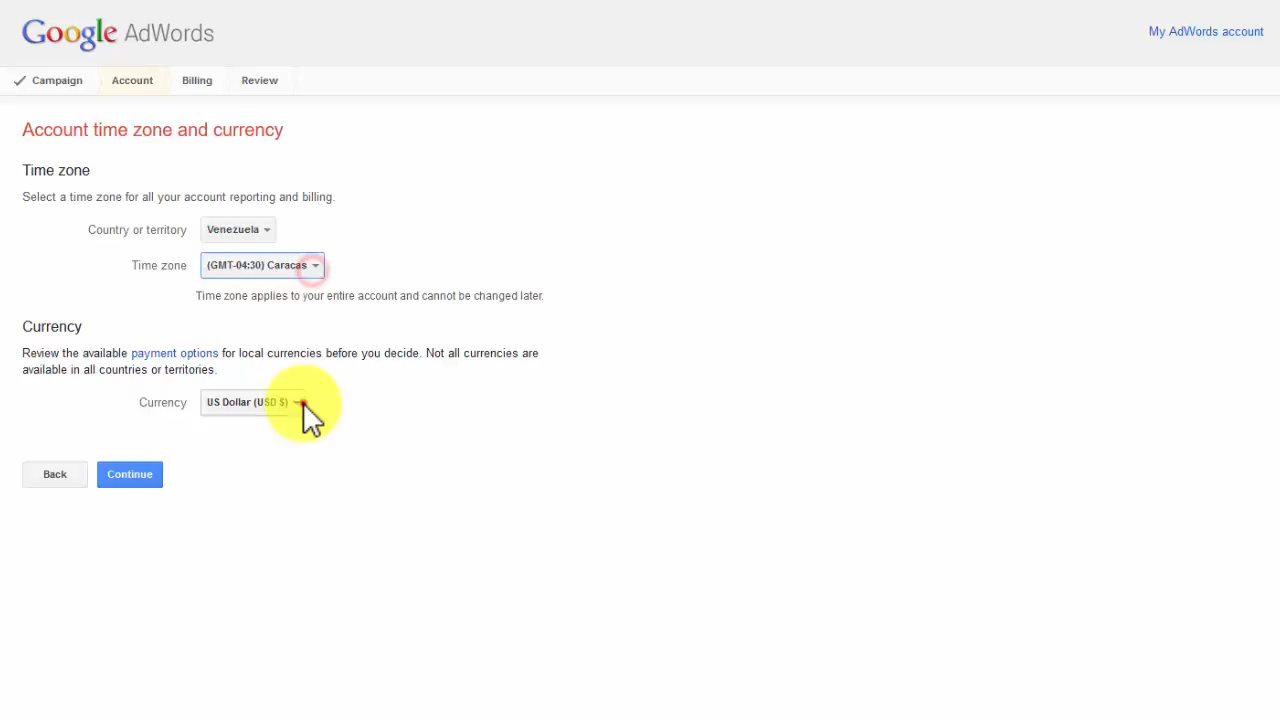 Google AdWords
My AdWords account
Campaign Account Billing Review
Account time zone and currency
Time zone
Select a time zone for all your account reporting and billing.
Country or territory Venezuela
Time zone (GMT-04:30) Caracas
Time zone applies to your entire account and cannot be changed later.
Currency
Review the available payment options for local currencies before you decide. Not all currencies are
available in all countries or territories.
Currency US Dollar (USD $)
Back Continue